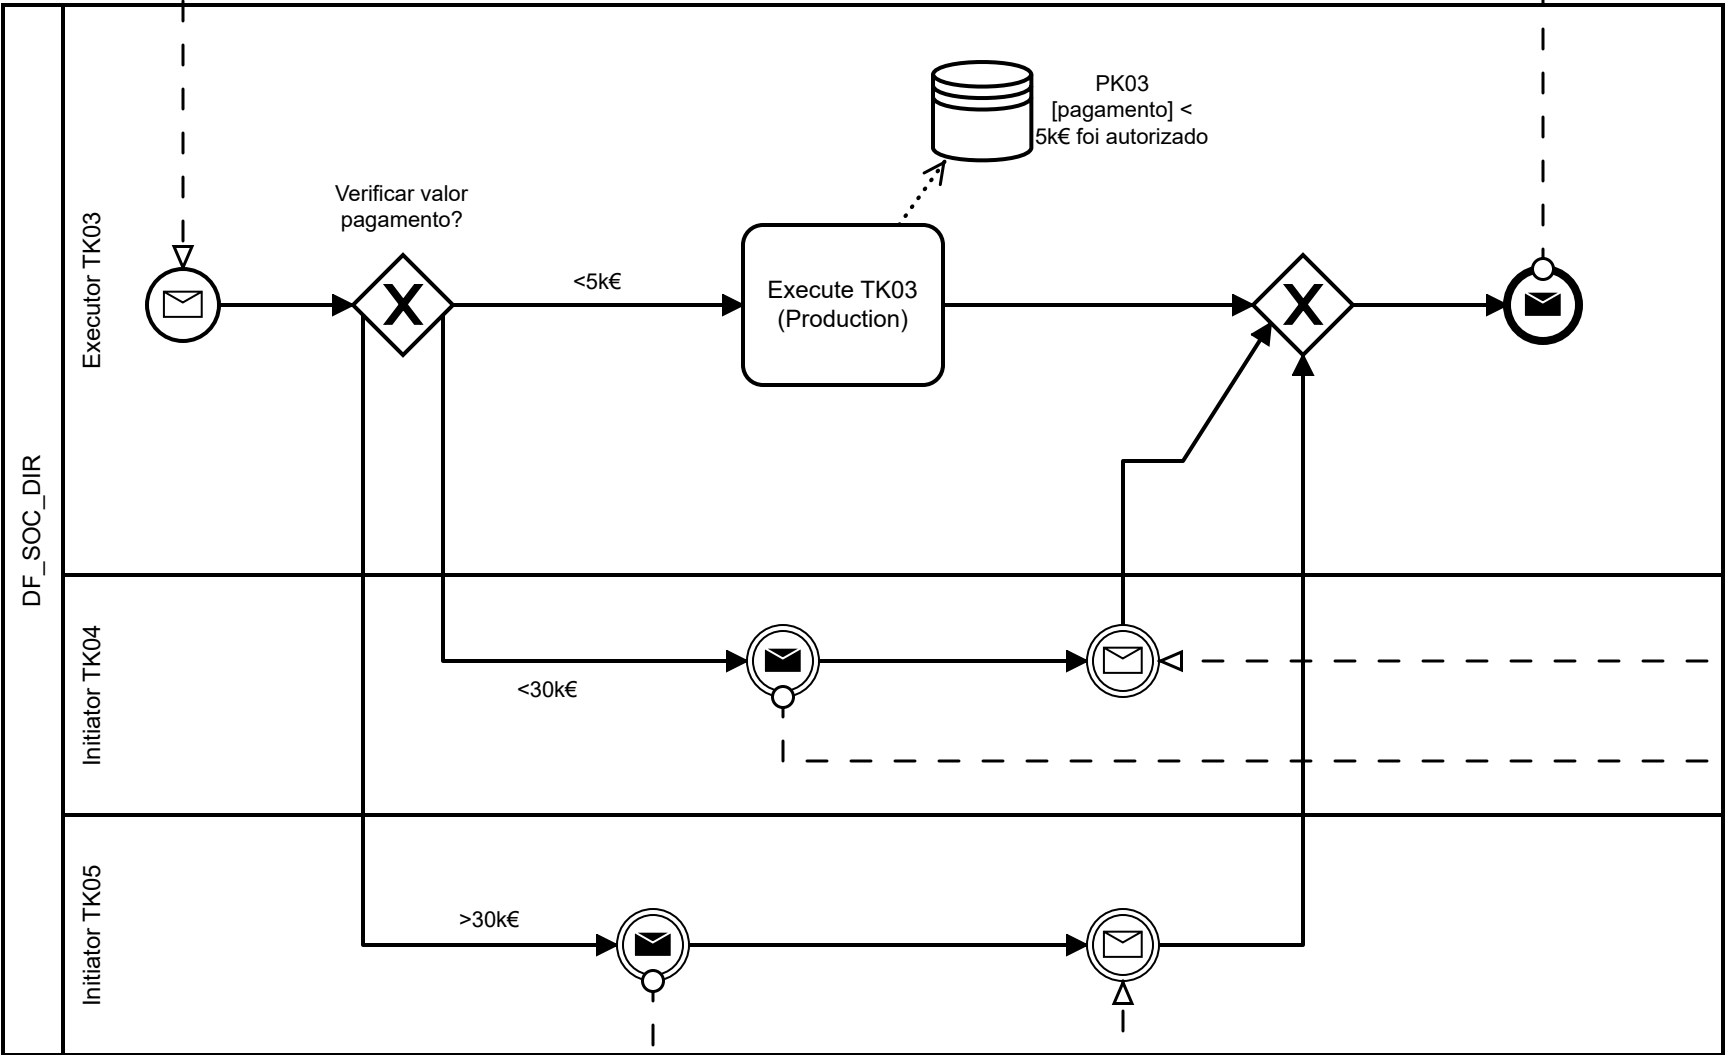 DF_SOC_DIR
Executor TK03
PK03
[pagamento] <
5k€ foi autorizado
Verificar valor
pagamento?
<5k€
Execute TK03
(Production)
X
X
Initiator TK04
<30k€
Initiator TK05
>30k€